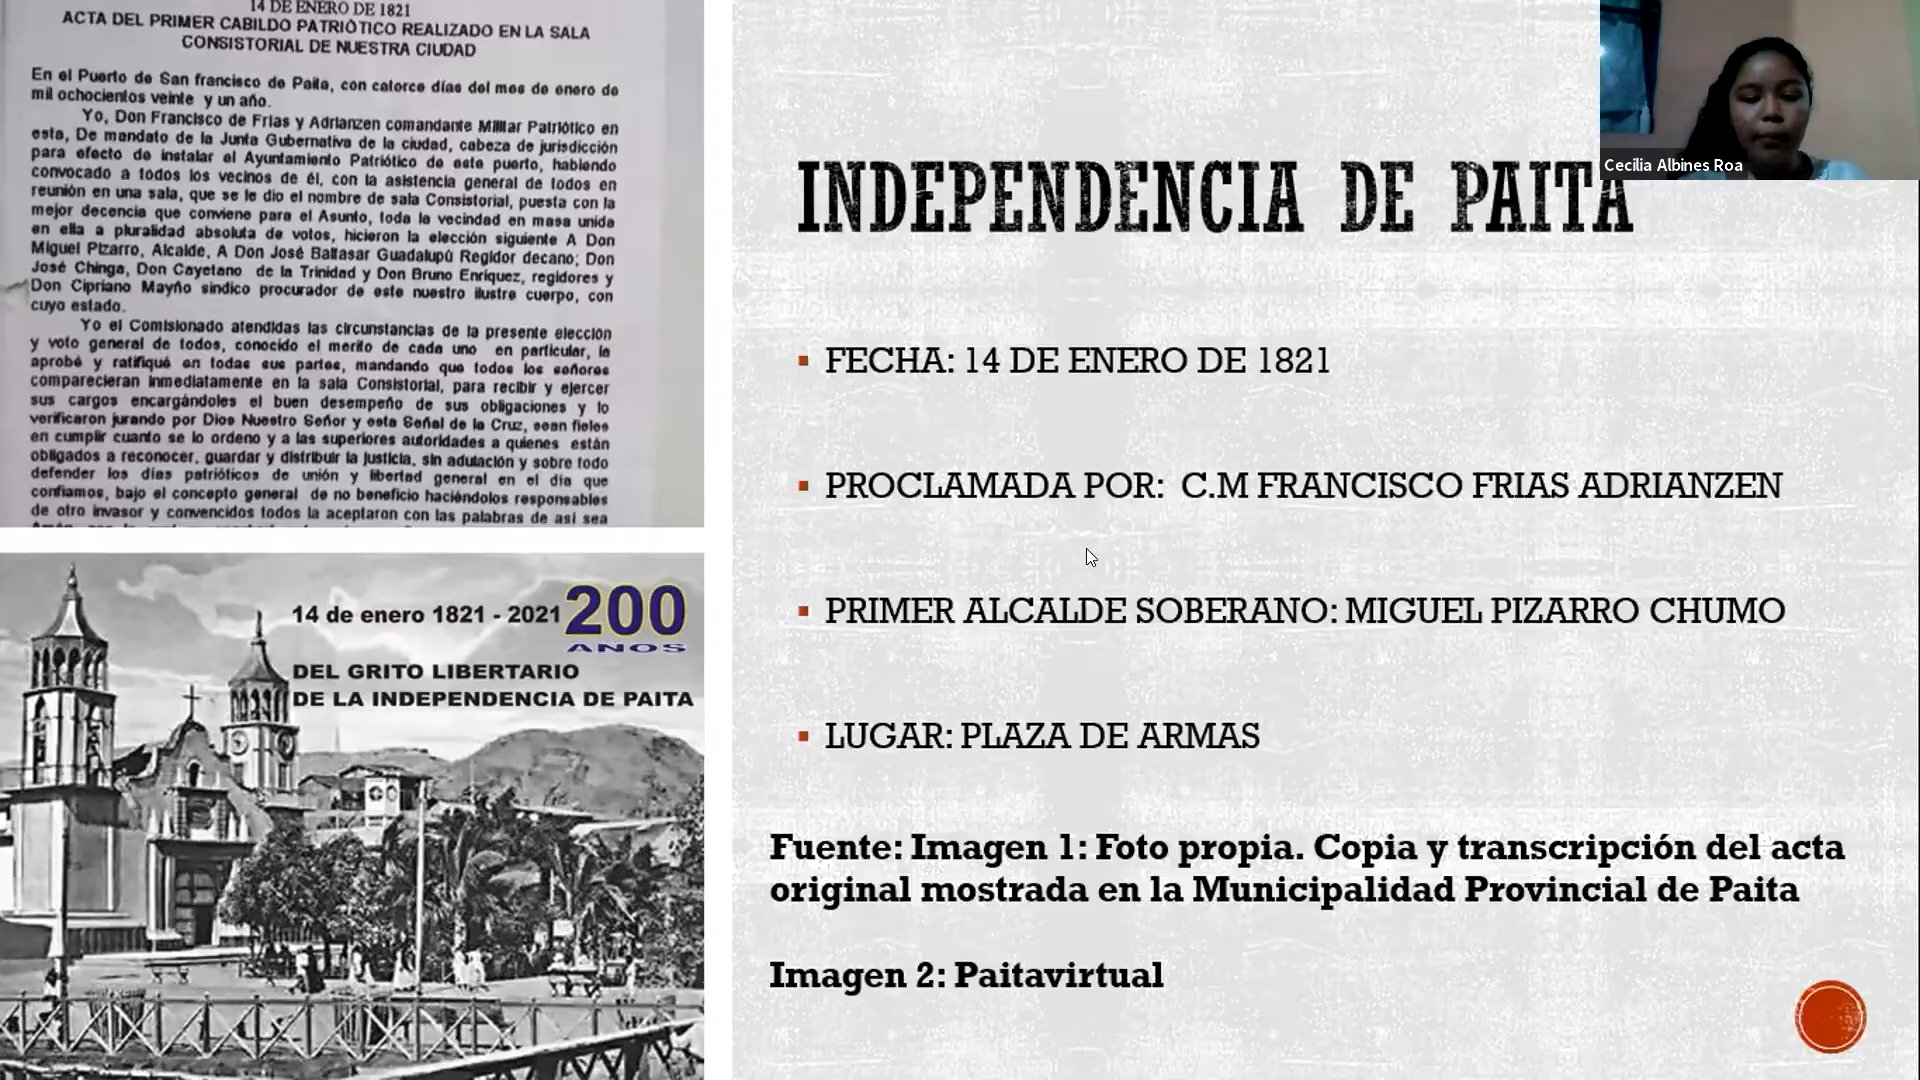 14 DE ENERO DE 1821
ACTA DEL PRIMER CABILDO PATRIÓTICO REALIZADO EN LA SALA
CONSISTORIAL DE NUESTRA CIUDAD
En el Puerto de San francisco de Paita, con catorce días del mes de enero de
mil ochocientos veinte y un año.
Yo, Don Francisco de Frías y Adrianzen comandante Militar Patriótico en
esta, De mandato de la Junta Gubernativa de la ciudad, cabeza de jurisdicción
para efecto de instalar el Ayuntamiento Patriótico de este puerto, habiendo
convocado a todos los vecinos de él, con la asistencia general de todos en
reunión en una sala, que se le dio el nombre de sala Consistorial, puesta con la
mejor decencia que conviene para el Asunto, toda la vecindad en masa unida
en ella a pluralidad absoluta de votos, hicieron la elección siguiente A Don
Miguel Pizarro, Alcalde, A Don José Baltasar Guadalupú Regidor decano; Don
José Chinga, Don Cayetano de la Trinidad y Don Bruno Enríquez, regidores y
Don Cipriano Mayño sindico procurador de este nuestro ilustre cuerpo, con
cuyo estado.
Yo el Comisionado atendidas las circunstancias de la presente elección
y voto general de todos, conocido el merito de cada uno en particular, la
aprobé y ratifiqué en todas sus partes, mandando que todos los señores
comparecieran inmediatamente en la sala Consistorial, para recibir y ejercer
sus cargos encargándoles el buen desempeño de sus obligaciones y lo
verificaron jurando por Dios Nuestro Señor y esta Señal de la Cruz, sean fieles
en cumplir cuanto se lo ordeno y a las superiores autoridades a quienes están
obligados a reconocer, guardar y distribuir la justicia, sin adulación y sobre todo
defender los días patrióticos de unión y libertad general en el día que
confiamos, bajo el concepto general de no beneficio haciéndolos responsables
de otro invasor y convencidos todos la aceptaron con las palabras de asi sea
14 de enero 1821 - 2021 200
ANOS
DEL GRITO LIBERTARIO
DE LA INDEPENDENCIA DE PAITA
INDEPENDENCIA DE PAITA
Cecilia Albines Roa
▪ FECHA: 14 DE ENERO DE 1821
▪ PROCLAMADA POR: C.M FRANCISCO FRIAS ADRIANZEN
▪ PRIMER ALCALDE SOBERANO: MIGUEL PIZARRO CHUMO
▪ LUGAR: PLAZA DE ARMAS
Fuente: Imagen 1: Foto propia. Copia y transcripción del acta
original mostrada en la Municipalidad Provincial de Paita
Imagen 2: Paitavirtual